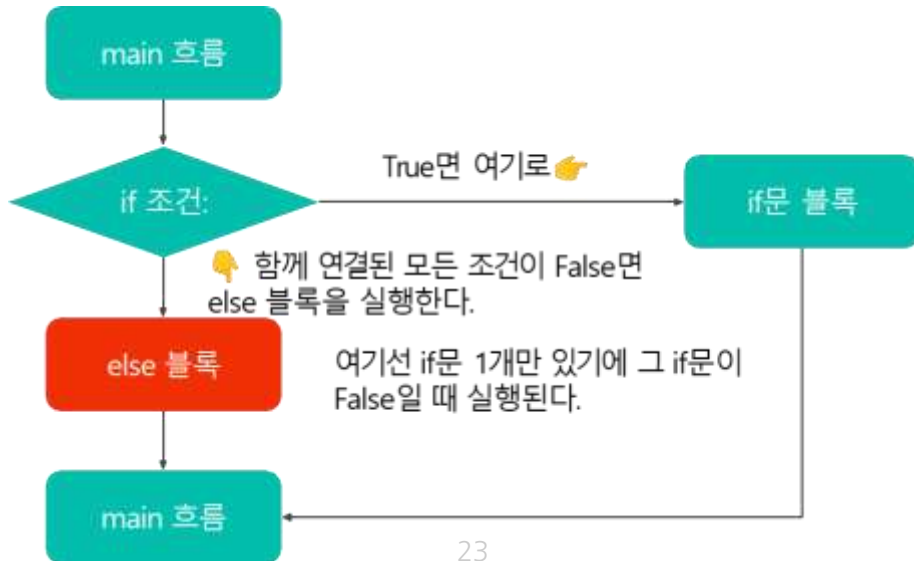 main 흐름
True면 여기로👉
if 조건:
if문 블록
👇 함께 연결된 모든 조건이 False면
else 블록을 실행한다.
else 블록
여기선 if문 1개만 있기에 그 if문이
False일 때 실행된다.
main 흐름
23